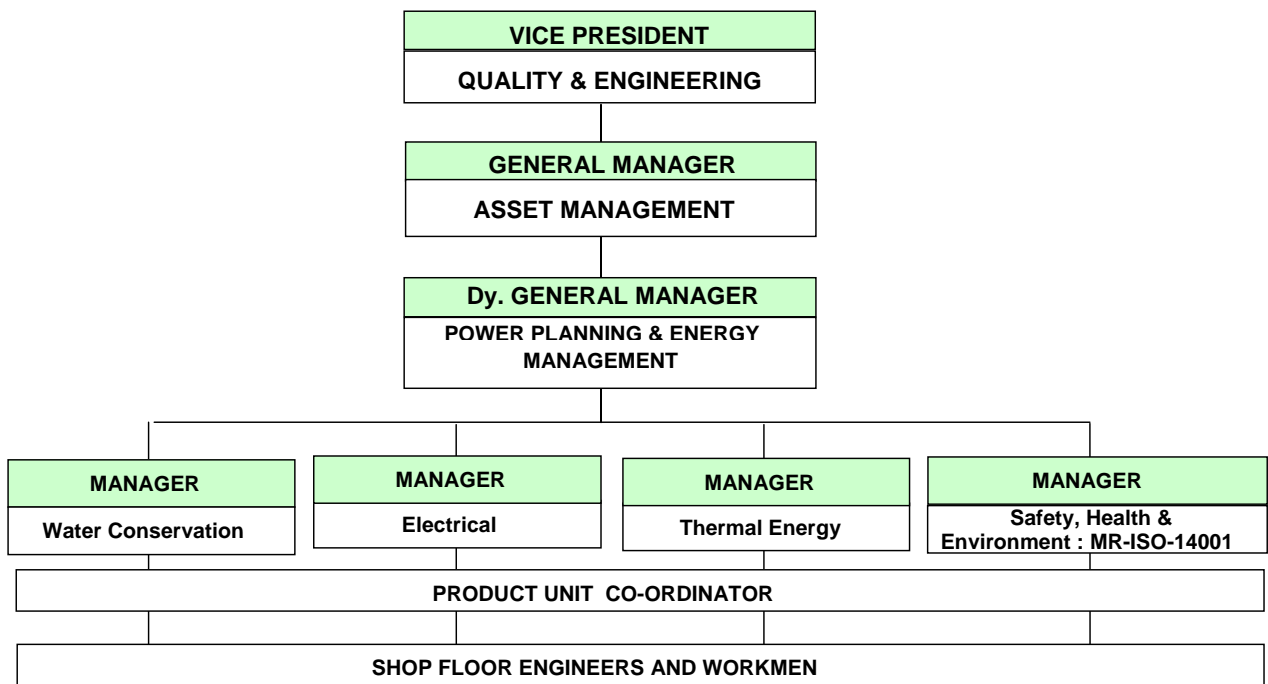 VICE PRESIDENT
QUALITY & ENGINEERING
GENERAL MANAGER
ASSET MANAGEMENT
Dy. GENERAL MANAGER
POWER PLANNING & ENERGY
MANAGEMENT
MANAGER
Water Conservation
MANAGER
Electrical
MANAGER
Thermal Energy
MANAGER
Safety, Health &
Environment : MR-ISO-14001
PRODUCT UNIT CO-ORDINATOR
SHOP FLOOR ENGINEERS AND WORKMEN